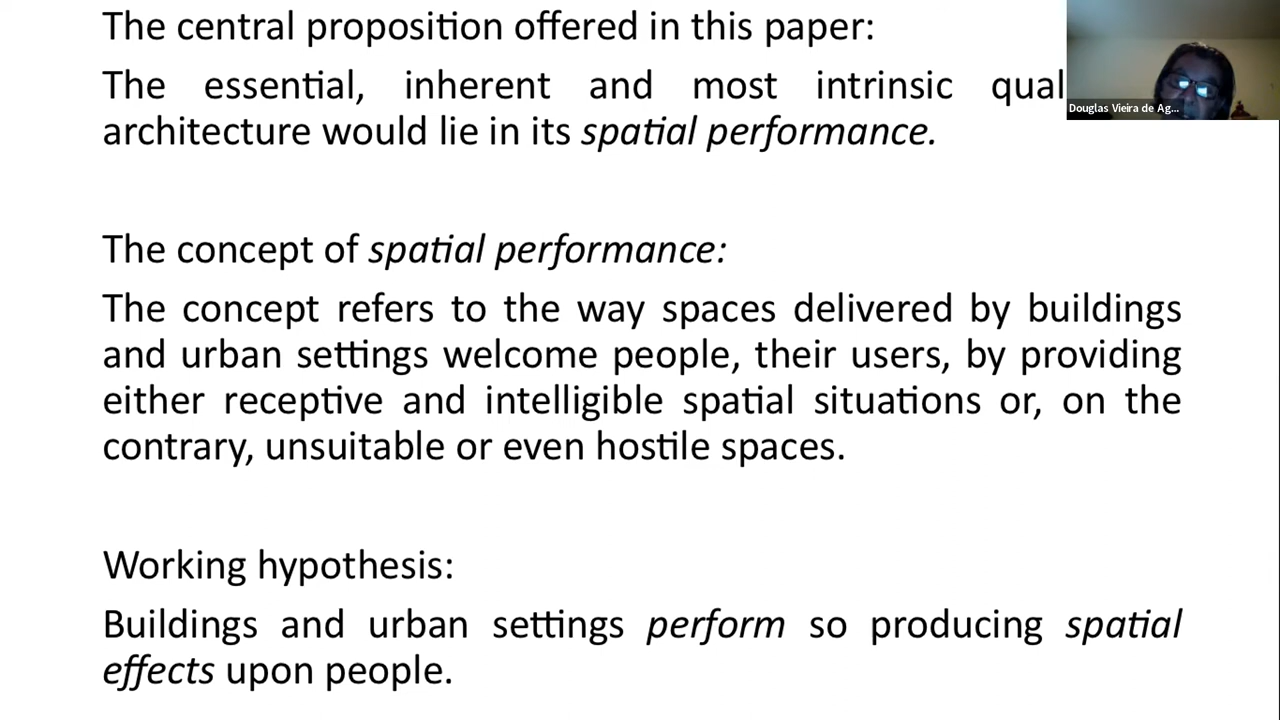 The central proposition offered in this paper:
The essential, inherent and most intrinsic qual
architecture would lie in its spatial performance.
Douglas Vieira de Ag...
The concept of spatial performance:
The concept refers to the way spaces delivered by buildings
and urban settings welcome people, their users, by providing
either receptive and intelligible spatial situations or, on the
contrary, unsuitable or even hostile spaces.
Working hypothesis:
Buildings and urban settings perform so producing spatial
effects upon people.